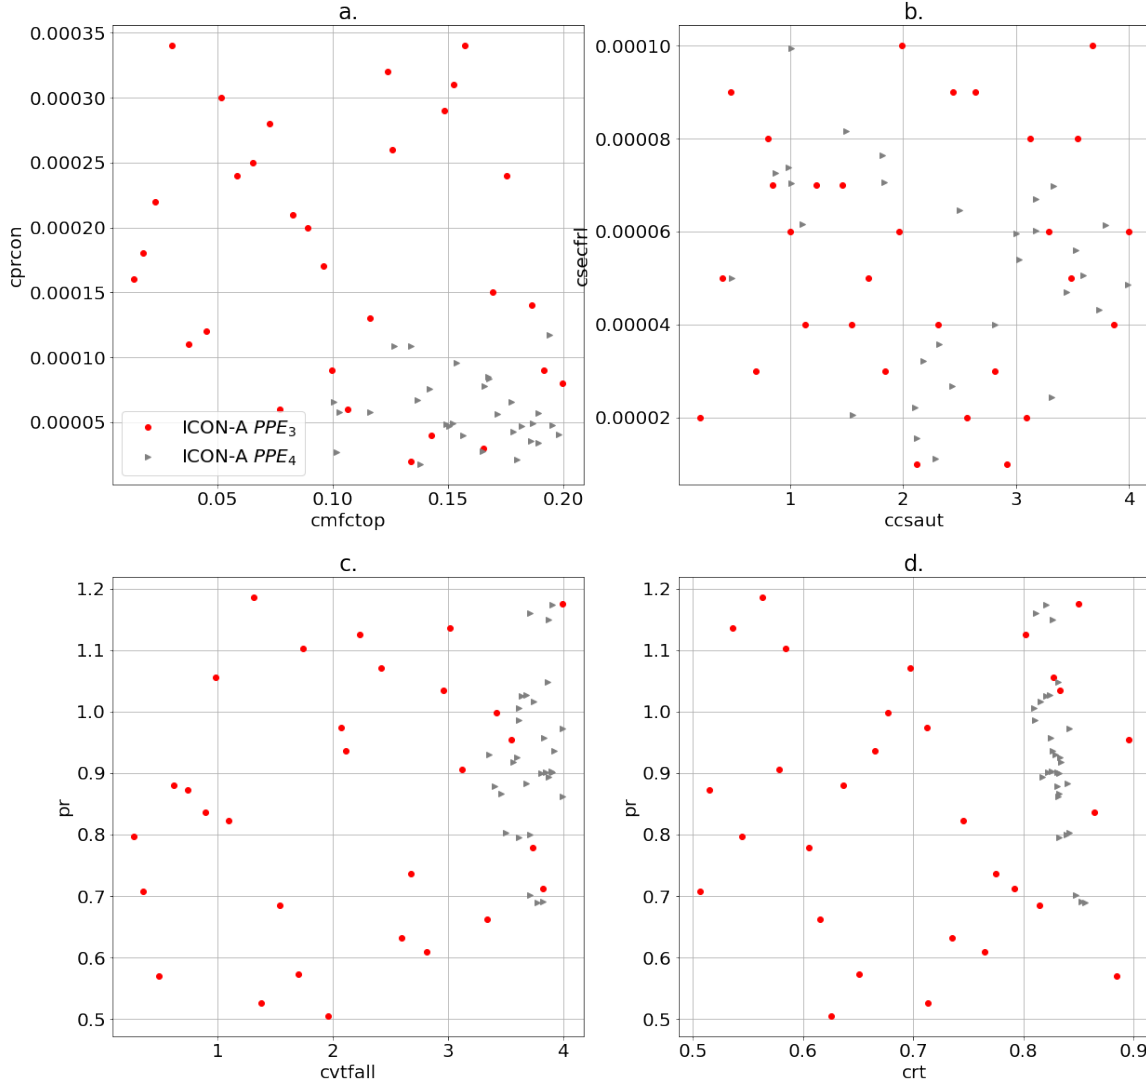 a.
0.00035
0.00030
0.00025
0.00020
0.00015
0.00010
0.00005
cprcon
ICON-A PPE₃
ICON-A PPE₄
0.05 0.10 0.15 0.20
cmfctop
b.
0.00010
0.00008
0.00006
0.00004
0.00002
csecfrl
1 2 3 4
ccsaut
c.
1.2
1.1
1.0
0.9
0.8
0.7
0.6
0.5
pr
1 2 3 4
cvtfall
d.
1.2
1.1
1.0
0.9
0.8
0.7
0.6
0.5
pr
0.5 0.6 0.7 0.8 0.9
crt